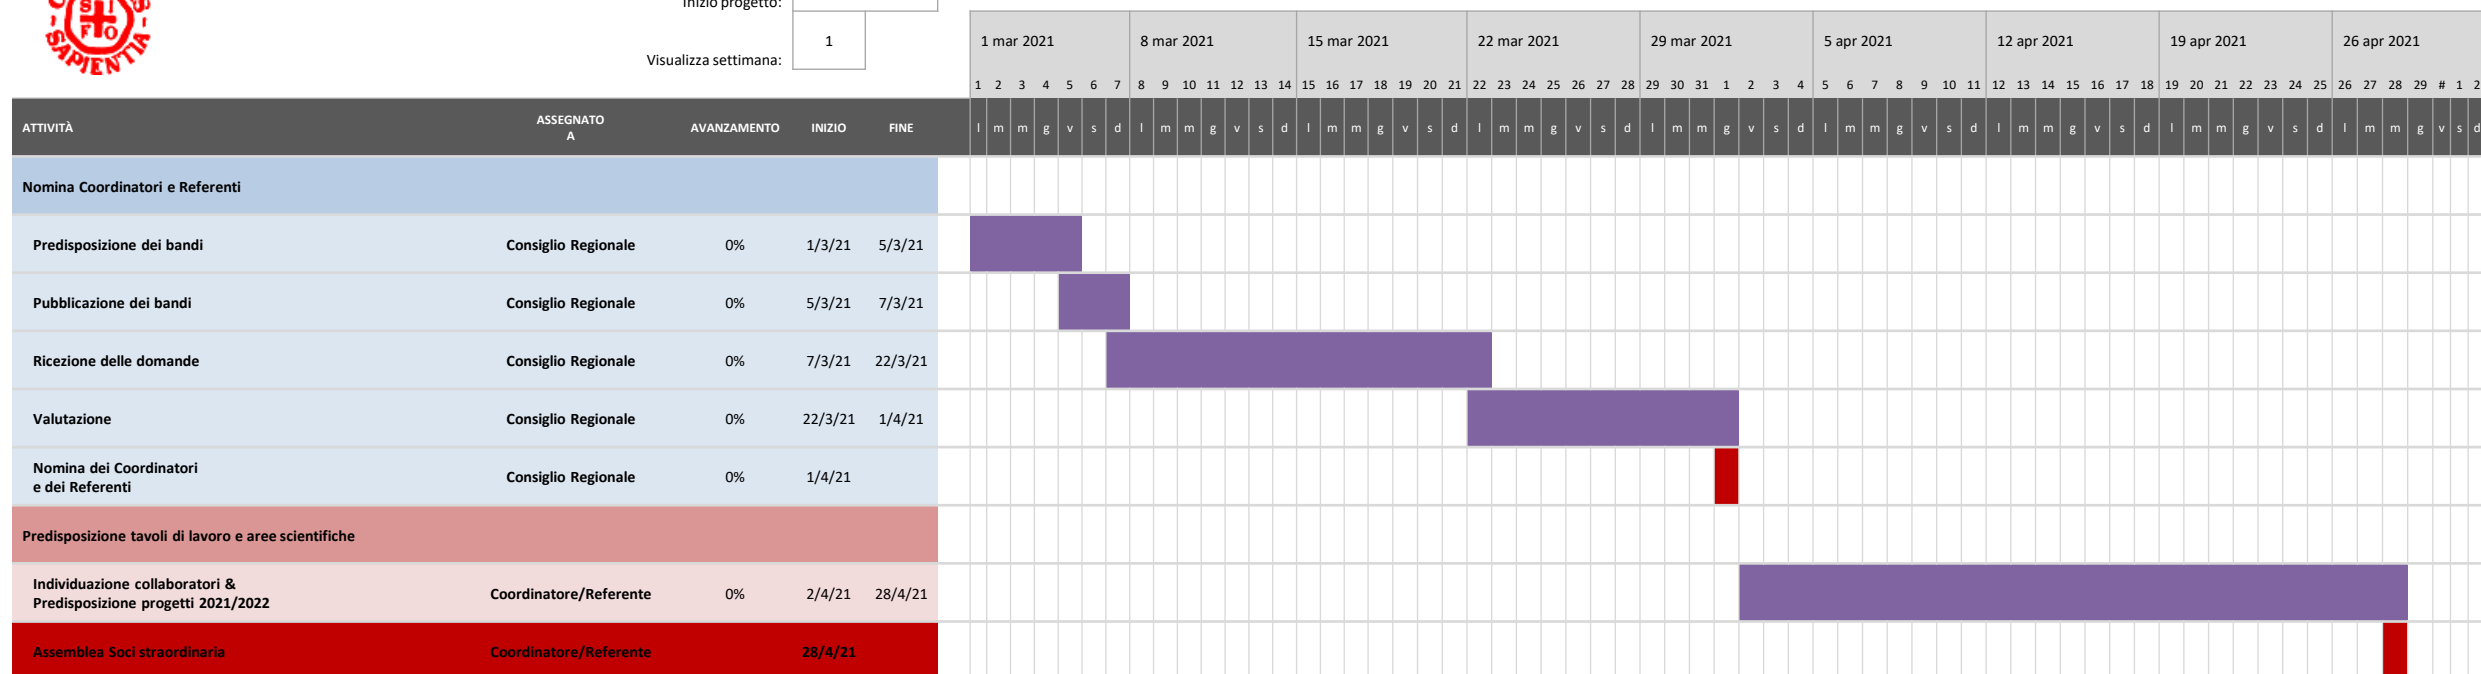 S I
F O
SAPIENTIA
Inizio progetto:
Visualizza settimana: 1
1 mar 2021 8 mar 2021 15 mar 2021 22 mar 2021 29 mar 2021 5 apr 2021 12 apr 2021 19 apr 2021 26 apr 2021
1 2 3 4 5 6 7 8 9 10 11 12 13 14 15 16 17 18 19 20 21 22 23 24 25 26 27 28 29 30 31 1 2 3 4 5 6 7 8 9 10 11 12 13 14 15 16 17 18 19 20 21 22 23 24 25 26 27 28 29 # 1 2
ATTIVITÀ ASSEGNATO A AVANZAMENTO INIZIO FINE l m m g v s d l m m g v s d l m m g v s d l m m g v s d l m m g v s d l m m g v s d l m m g v s d l m m g v s d l m m g v s d
Nomina Coordinatori e Referenti
Predisposizione dei bandi Consiglio Regionale 0% 1/3/21 5/3/21
Pubblicazione dei bandi Consiglio Regionale 0% 5/3/21 7/3/21
Ricezione delle domande Consiglio Regionale 0% 7/3/21 22/3/21
Valutazione Consiglio Regionale 0% 22/3/21 1/4/21
Nomina dei Coordinatori
e dei Referenti Consiglio Regionale 0% 1/4/21
Predisposizione tavoli di lavoro e aree scientifiche
Individuazione collaboratori &
Predisposizione progetti 2021/2022 Coordinatore/Referente 0% 2/4/21 28/4/21
Assemblea Soci straordinaria Coordinatore/Referente 28/4/21